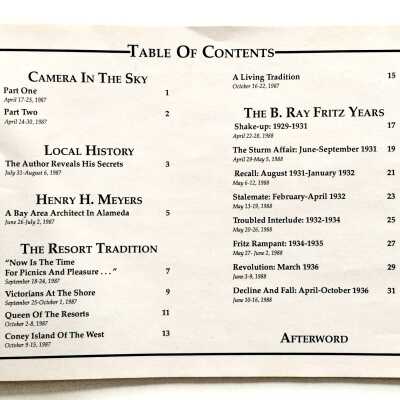 TABLE OF CONTENTS
CAMERA IN THE SKY
Part One 1
April 17-23, 1987
Part Two 2
April 24-30, 1987
LOCAL HISTORY
The Author Reveals His Secrets 3
July 31-August 6, 1987
HENRY H. MEYERS
A Bay Area Architect In Alameda 5
June 26-July 2, 1987
THE RESORT TRADITION
"Now Is The Time
For Picnics And Pleasure . . ." 7
September 18-24, 1987
Victorians At The Shore 9
September 25-October 1, 1987
Queen Of The Resorts 11
October 2-8, 1987
Coney Island Of The West 13
October 9-15, 1987
A Living Tradition 15
October 16-22, 1987
THE B. RAY FRITZ YEARS
Shake-up: 1929-1931 17
April 22-28, 1988
The Sturm Affair: June-September 1931 19
April 29-May 5, 1988
Recall: August 1931-January 1932 21
May 6-12, 1988
Stalemate: February-April 1932 23
May 13-19, 1988
Troubled Interlude: 1932-1934 25
May 20-26, 1988
Fritz Rampant: 1934-1935 27
May 27- June 2, 1988
Revolution: March 1936 29
June 3-9, 1988
Decline And Fall: April-October 1936 31
June 10-16, 1988
AFTERWORD